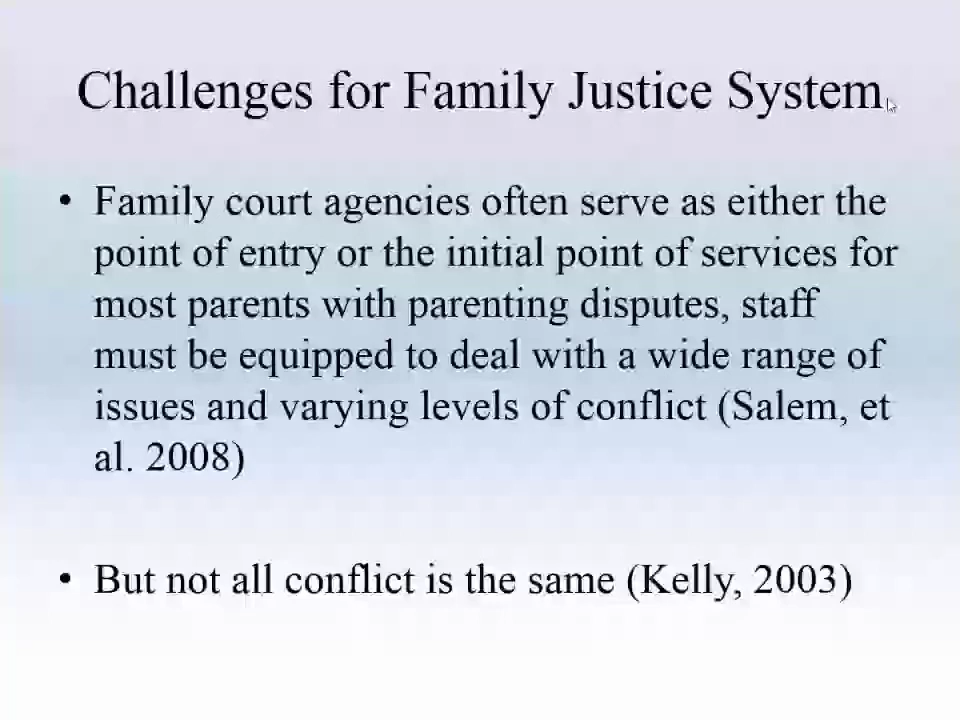 Challenges for Family Justice System
• Family court agencies often serve as either the
point of entry or the initial point of services for
most parents with parenting disputes, staff
must be equipped to deal with a wide range of
issues and varying levels of conflict (Salem, et
al. 2008)
• But not all conflict is the same (Kelly, 2003)